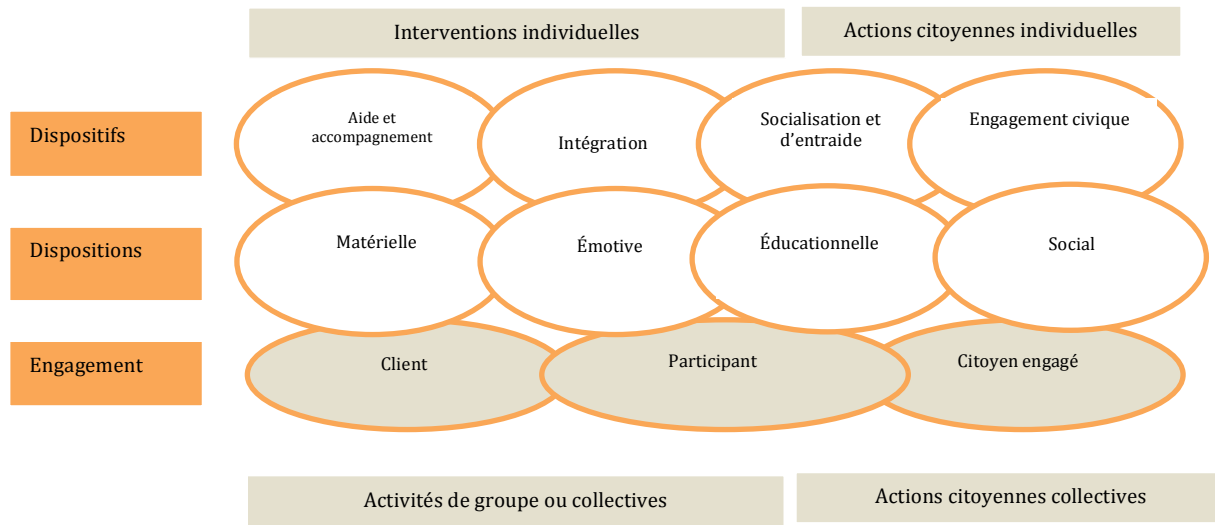 Interventions individuelles
Actions citoyennes individuelles
Dispositifs
Aide et
accompagnement
Intégration
Socialisation et
d'entraide
Engagement civique
Dispositions
Matérielle
Émotive
Éducationnelle
Social
Engagement
Client
Participant
Citoyen engagé
Activités de groupe ou collectives
Actions citoyennes collectives